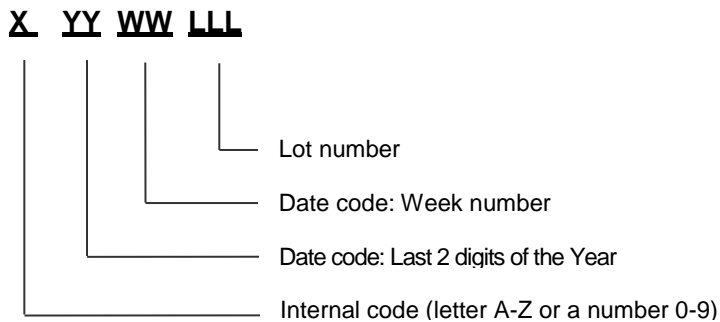 X YY WW LLL
Lot number
Date code: Week number
Date code: Last 2 digits of the Year
Internal code (letter A-Z or a number 0-9)